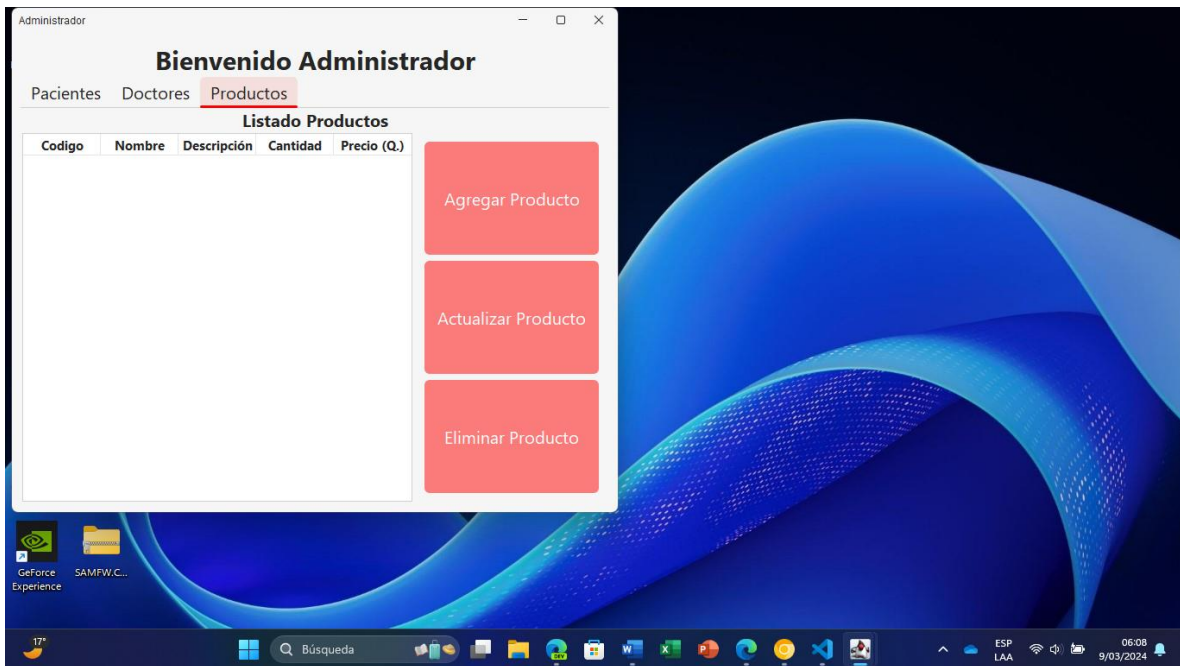 Administrador
Bienvenido Administrador
Pacientes Doctores Productos
Listado Productos
Codigo Nombre Descripción Cantidad Precio (Q.)
Agregar Producto
Actualizar Producto
Eliminar Producto
GeForce
Experience
SAMFW.C...
17°
Búsqueda
DEV
ESP
LAA
06:08
9/03/2024